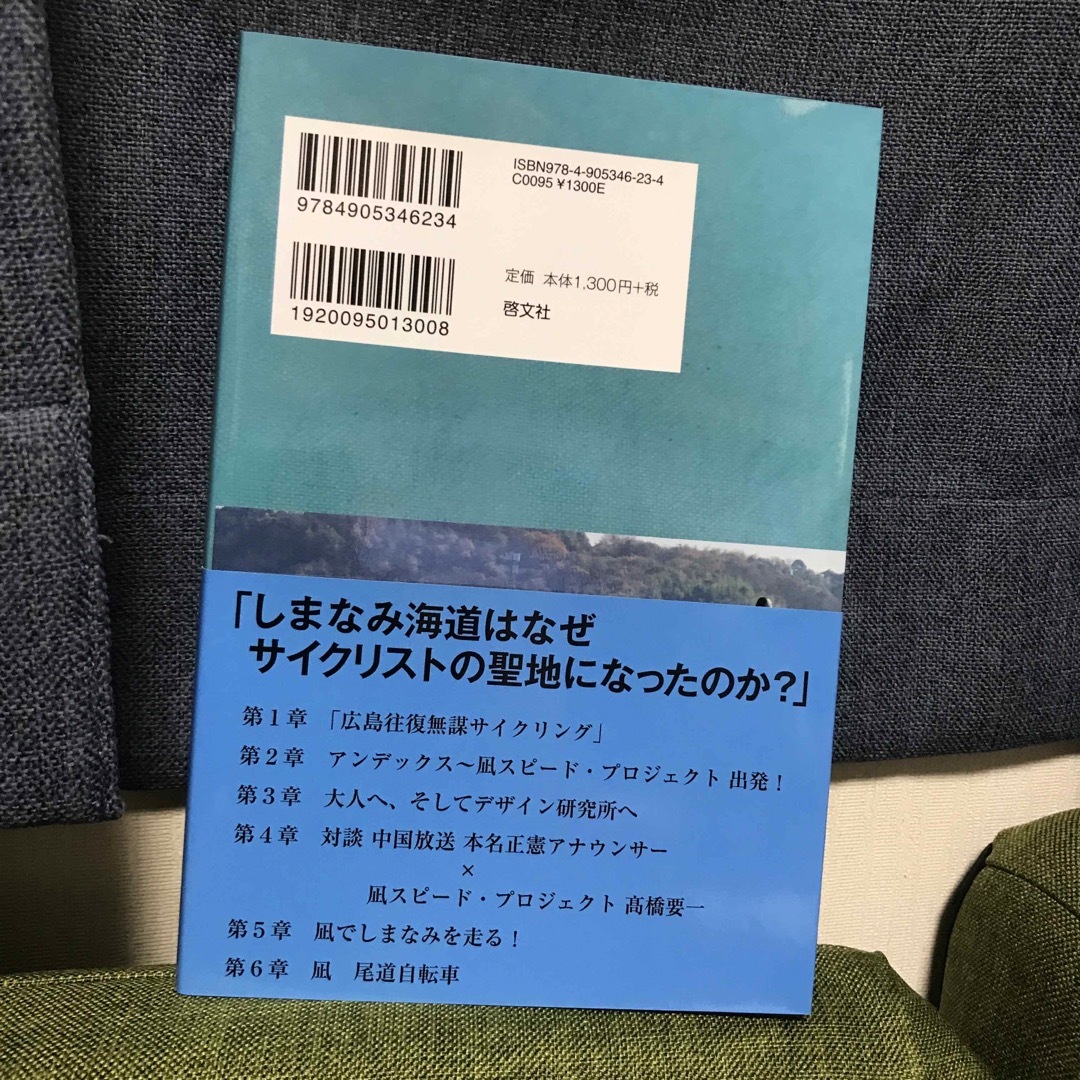 ISBN978-4-905346-23-4
C0095 ¥1300E
9784905346234
定価 本体1,300円+税
1920095013008
啓文社
「しまなみ海道はなぜ
サイクリストの聖地になったのか?」
第1章 「広島往復無謀サイクリング」
第2章 アンデックス〜凪スピード・プロジェクト 出発!
第3章 大人へ、そしてデザイン研究所へ
第4章 対談 中国放送 本名正憲アナウンサー
×
凪スピード・プロジェクト 髙橋要一
第5章 凪でしまなみを走る!
第6章 凪 尾道自転車